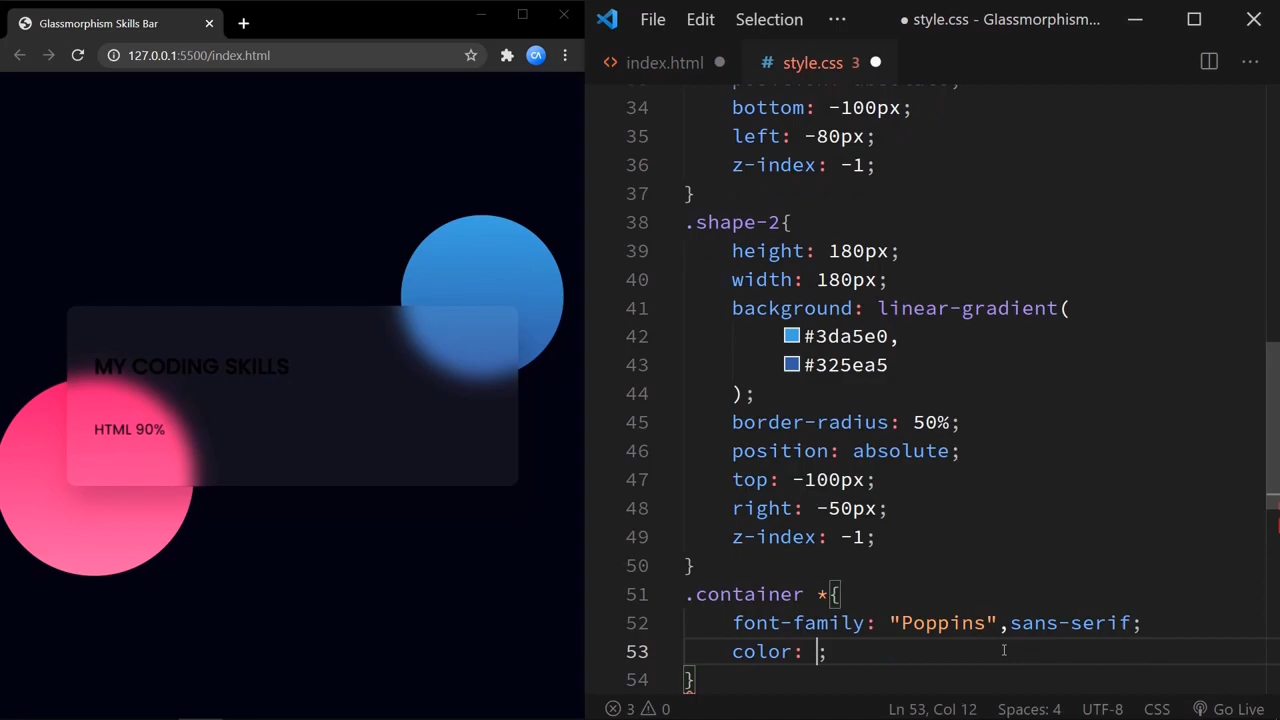 Glassmorphism Skills Bar
127.0.0.1:5500/index.html
CA
MY CODING SKILLS
HTML 90%
File Edit Selection ··· ● style.css - Glassmorphism...
<> index.html ● # style.css 3 ●
34 bottom: -100px;
35 left: -80px;
36 z-index: -1;
37 }
38 .shape-2{
39 height: 180px;
40 width: 180px;
41 background: linear-gradient(
42 #3da5e0,
43 #325ea5
44 );
45 border-radius: 50%;
46 position: absolute;
47 top: -100px;
48 right: -50px;
49 z-index: -1;
50 }
51 .container *{
52 font-family: "Poppins",sans-serif;
53 color: ;
54 }
3 0 Ln 53, Col 12 Spaces: 4 UTF-8 CSS Go Live